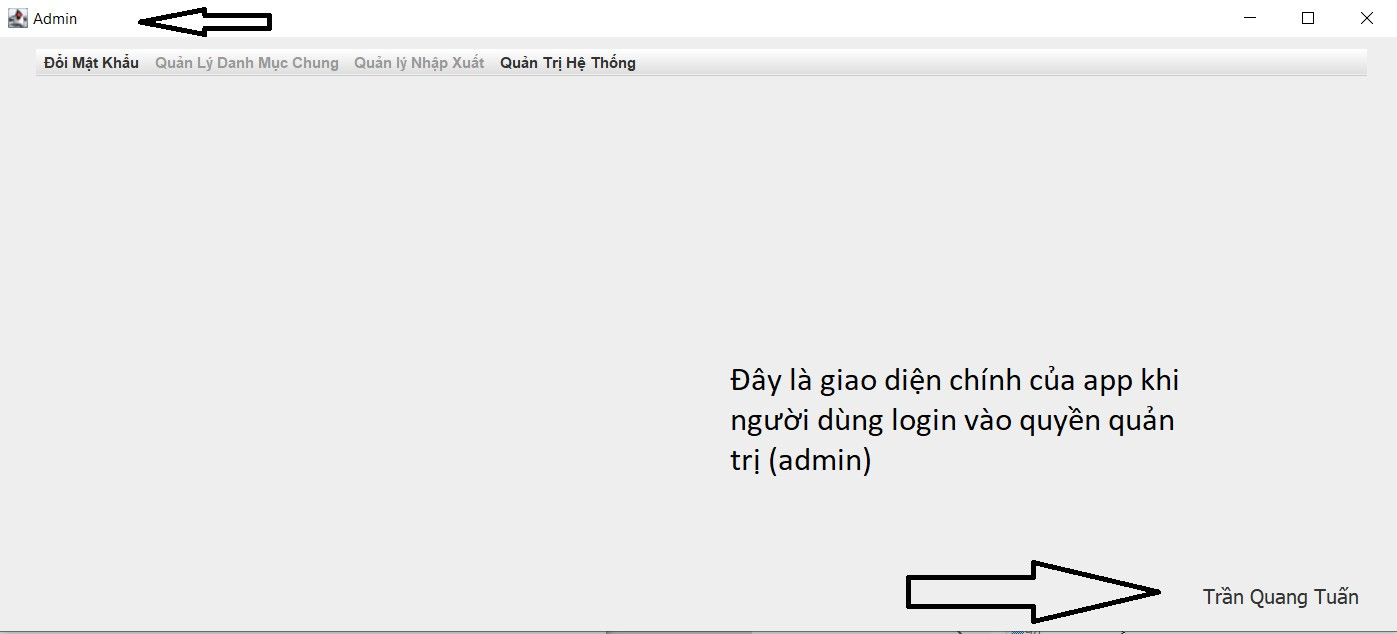 Admin
Đổi Mật Khẩu Quản Lý Danh Mục Chung Quản lý Nhập Xuất Quản Trị Hệ Thống
Đây là giao diện chính của app khi
người dùng login vào quyền quản
trị (admin)
Trần Quang Tuấn